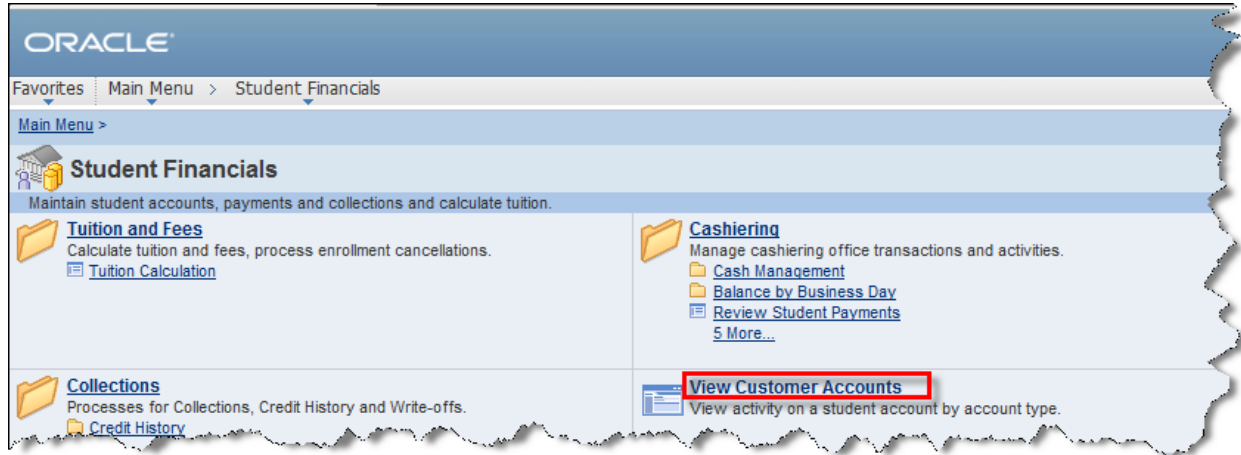 ORACLE
Favorites Main Menu > Student Financials
Main Menu >
Student Financials
Maintain student accounts, payments and collections and calculate tuition.
Tuition and Fees
Calculate tuition and fees, process enrollment cancellations.
Tuition Calculation
Cashiering
Manage cashiering office transactions and activities.
Cash Management
Balance by Business Day
Review Student Payments
5 More...
Collections
Processes for Collections, Credit History and Write-offs.
Credit History
View Customer Accounts
View activity on a student account by account type.